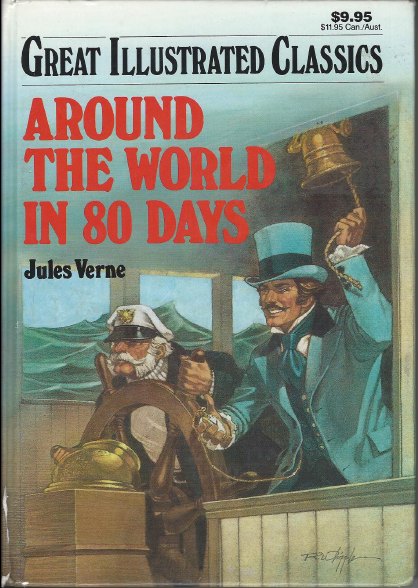 $9.95
$11.95 Can./Aust.
GREAT ILLUSTRATED CLASSICS
AROUND
THE WORLD
IN 80 DAYS
Jules Verne